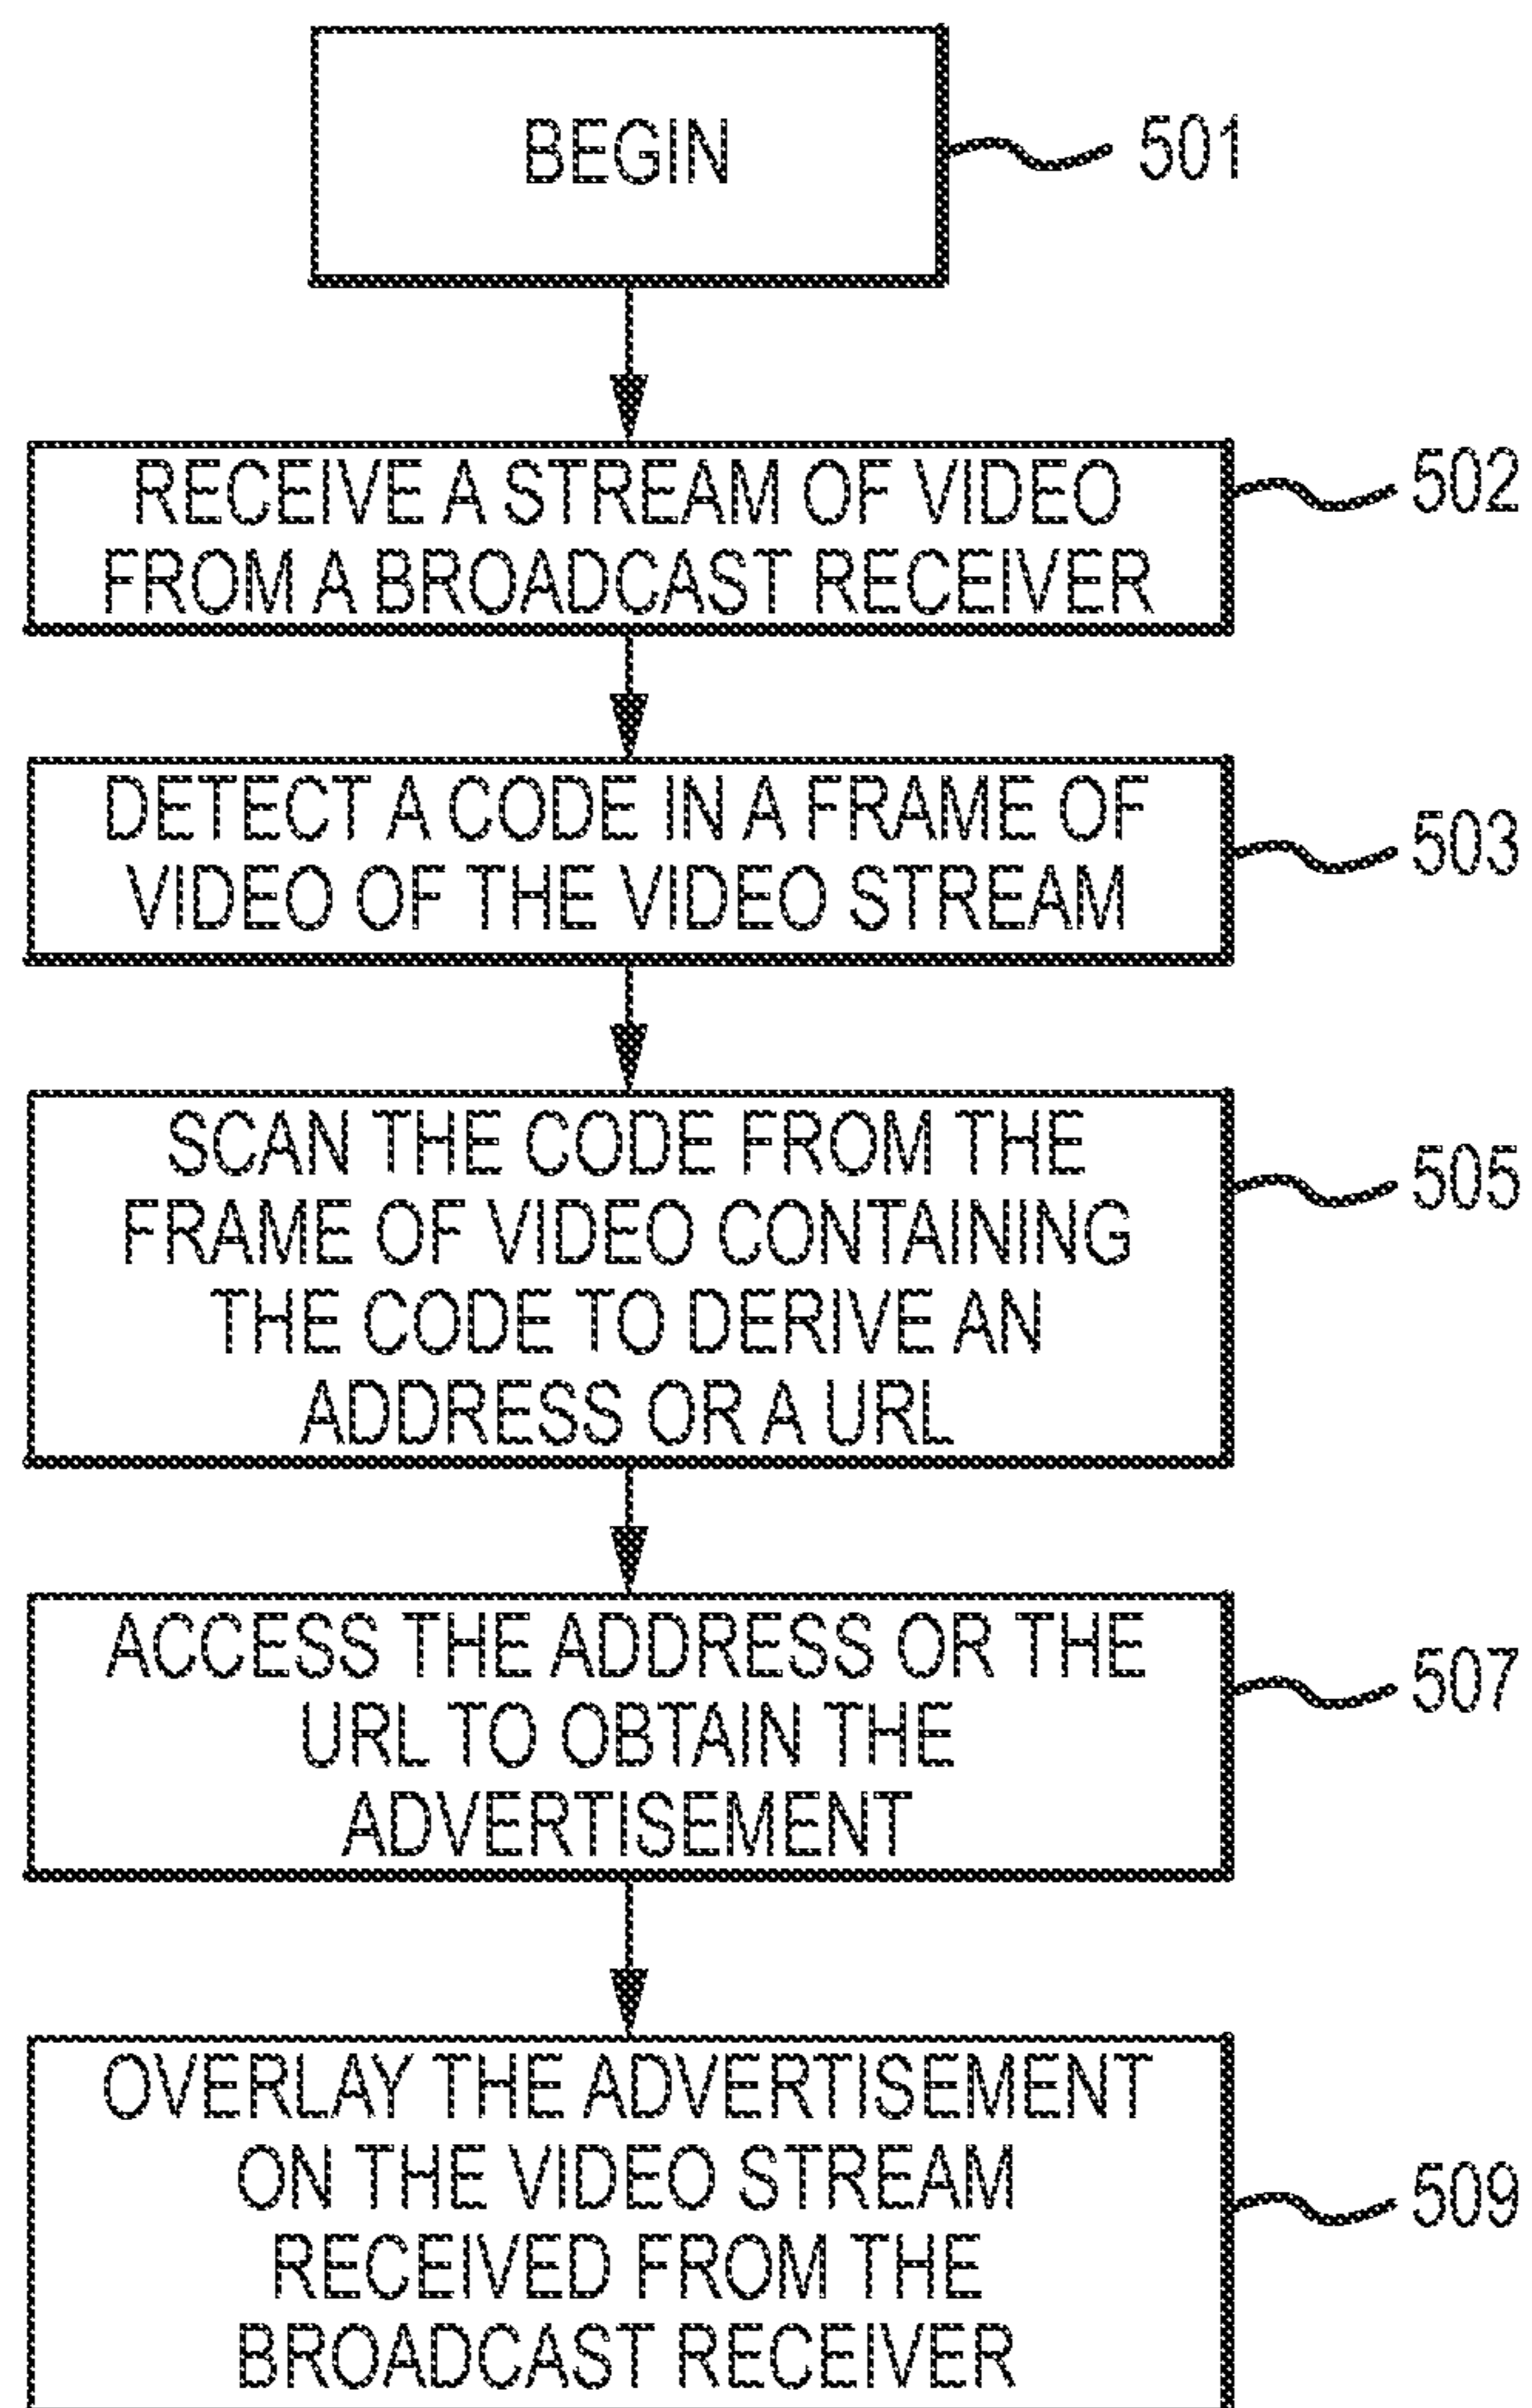 BEGIN
501
RECEIVE A STREAM OF VIDEO
FROM A BROADCAST RECEIVER
502
DETECT A CODE IN A FRAME OF
VIDEO OF THE VIDEO STREAM
503
SCAN THE CODE FROM THE
FRAME OF VIDEO CONTAINING
THE CODE TO DERIVE AN
ADDRESS OR A URL
505
ACCESS THE ADDRESS OR THE
URL TO OBTAIN THE
ADVERTISEMENT
507
OVERLAY THE ADVERTISEMENT
ON THE VIDEO STREAM
RECEIVED FROM THE
BROADCAST RECEIVER
509